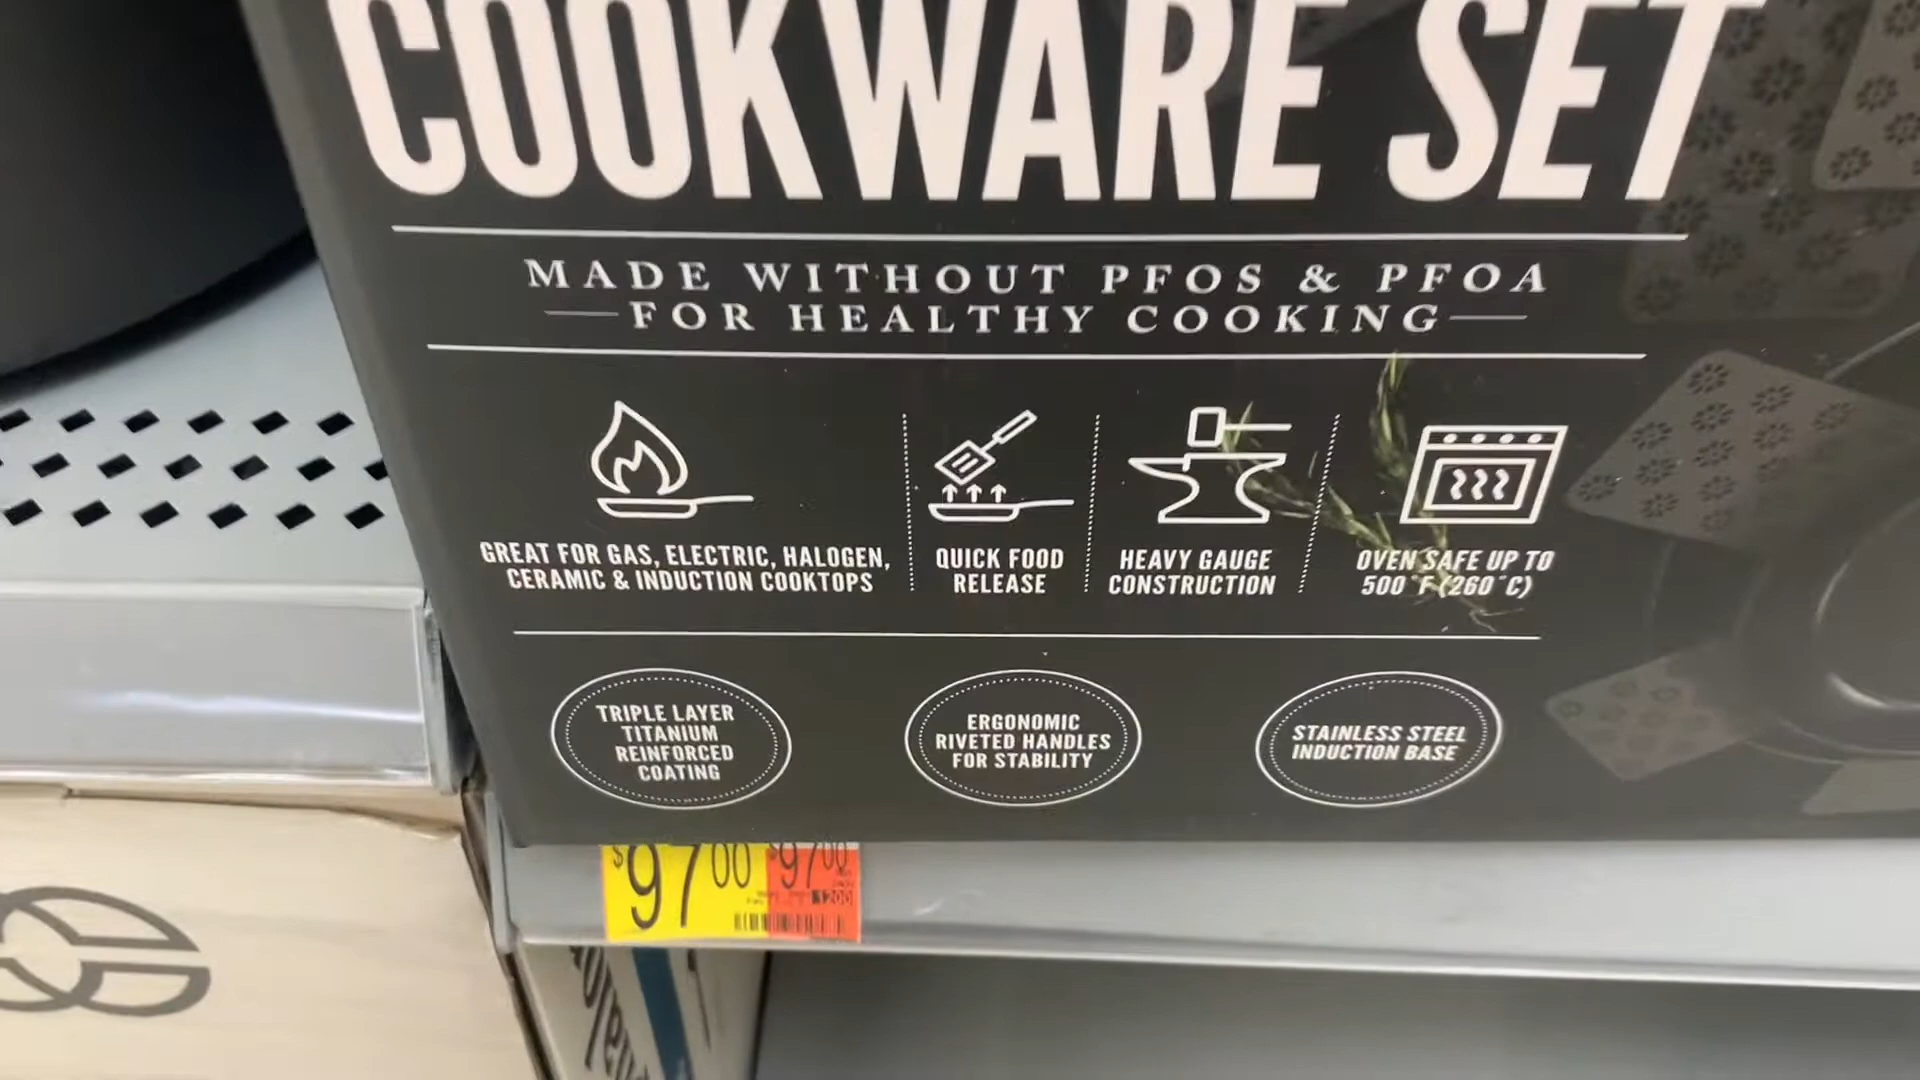 COOKWARE SET
MADE WITHOUT PFOS & PFOA
FOR HEALTHY COOKING
GREAT FOR GAS, ELECTRIC, HALOGEN,
CERAMIC & INDUCTION COOKTOPS
QUICK FOOD
RELEASE
HEAVY GAUGE
CONSTRUCTION
OVEN SAFE UP TO
500°F (260°C)
TRIPLE LAYER
TITANIUM
REINFORCED
COATING
ERGONOMIC
RIVETED HANDLES
FOR STABILITY
STAINLESS STEEL
INDUCTION BASE
$97.00 $97.00